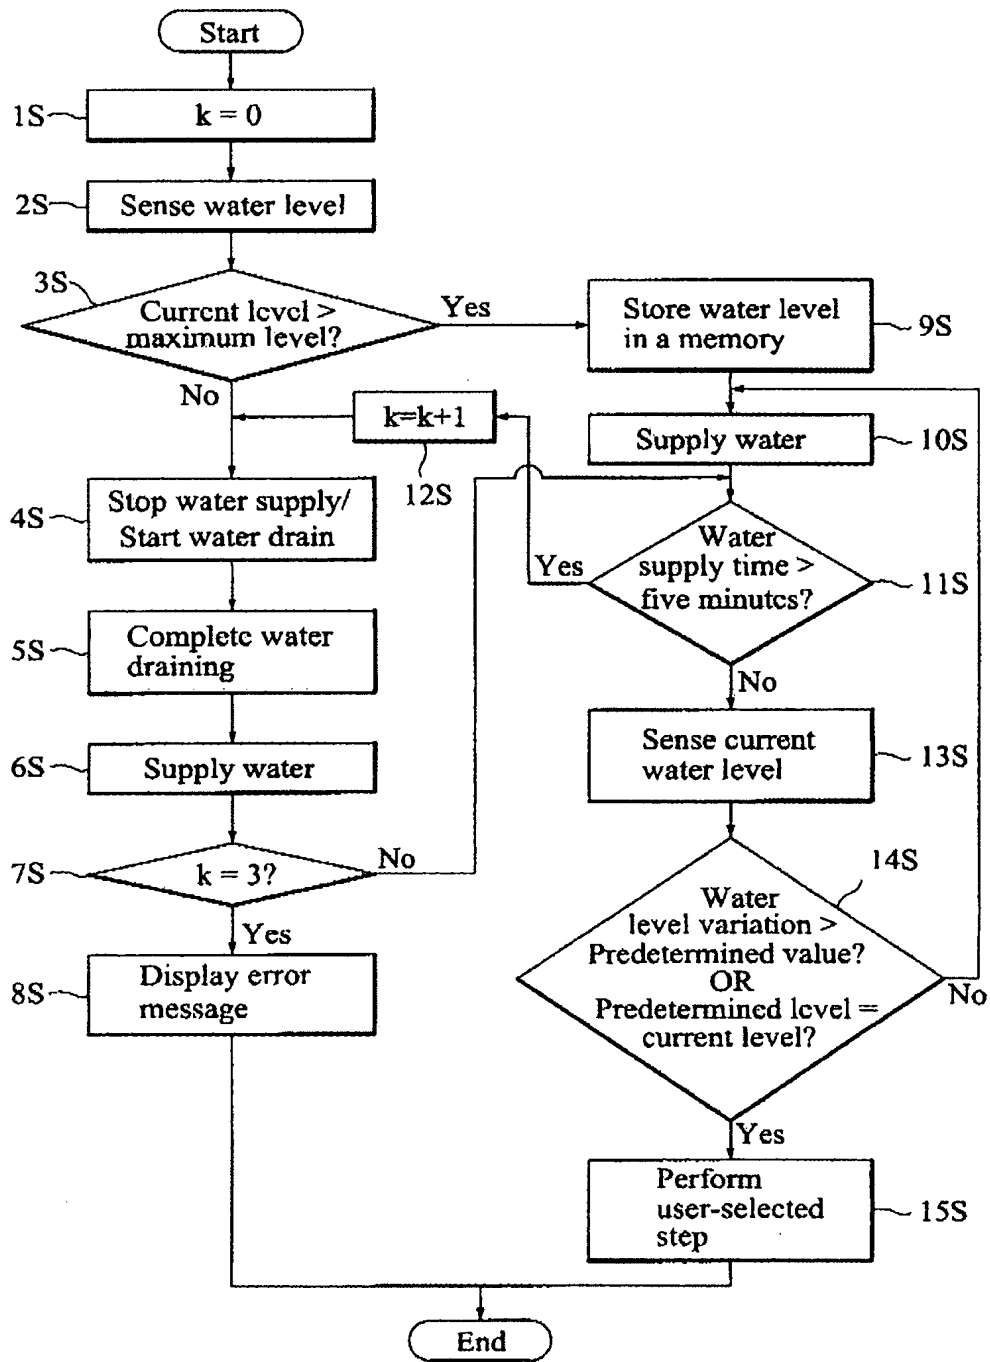 Start
1S
k = 0
2S
Sense water level
3S
Current level >
maximum level?
Yes
No
Store water level
in a memory
9S
k=k+1
12S
Supply water
10S
4S
Stop water supply/
Start water drain
Water
supply time >
five minutes?
Yes
11S
No
5S
Complete water
draining
6S
Supply water
Sense current
water level
13S
7S
k = 3?
No
Yes
14S
Water
level variation >
Predetermined value?
OR
Predetermined level =
current level?
No
Yes
8S
Display error
message
Perform
user-selected
step
15S
End